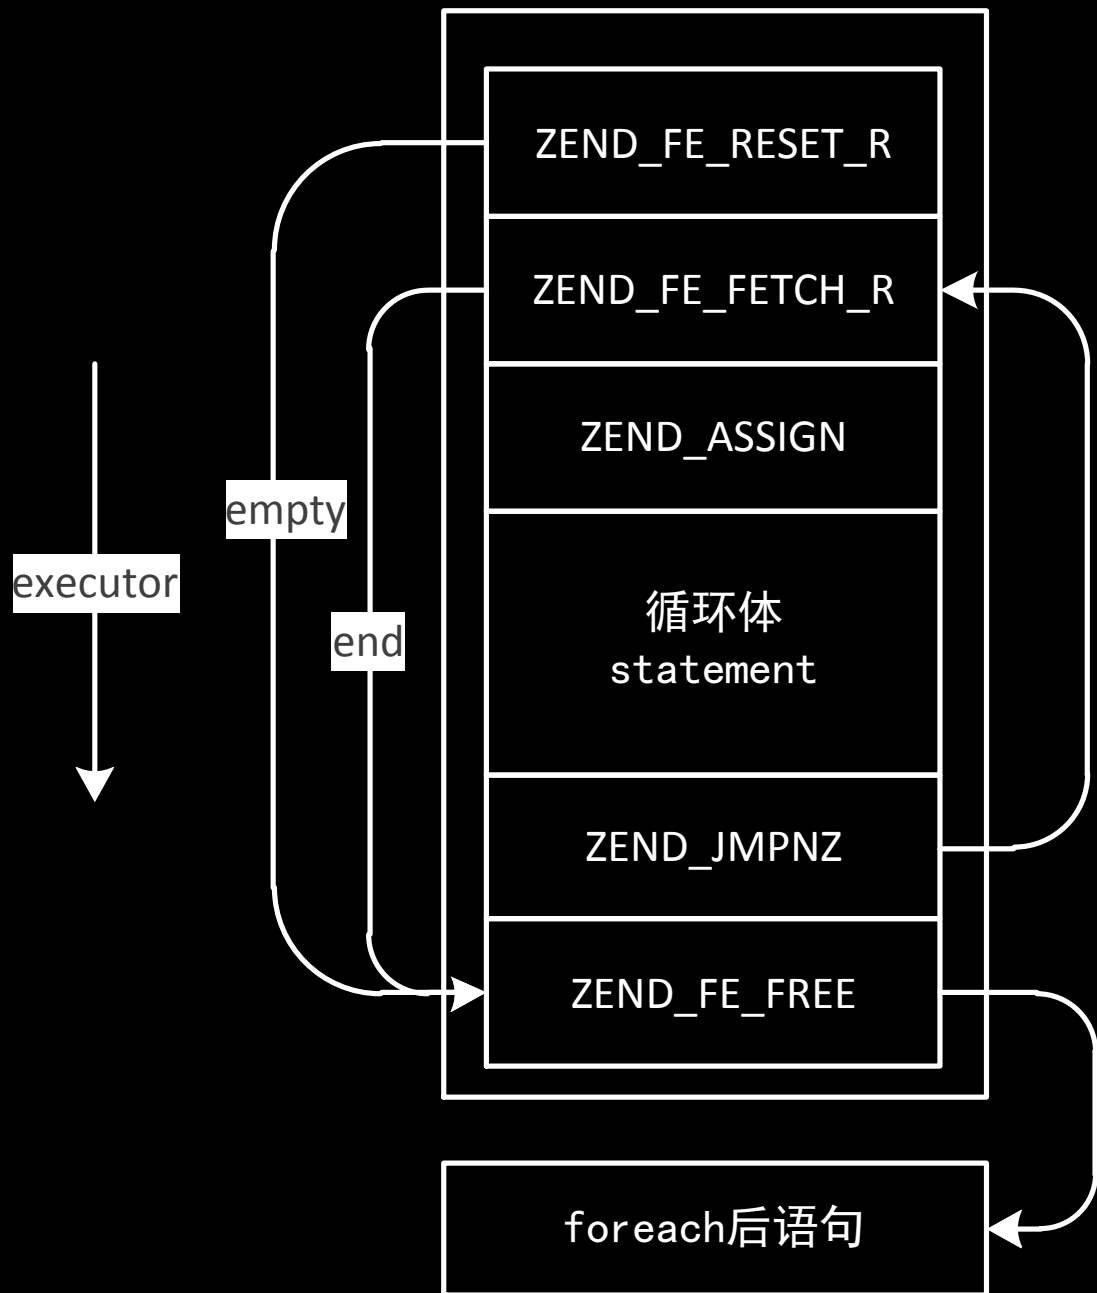 ZEND_FE_RESET_R
ZEND_FE_FETCH_R
ZEND_ASSIGN
empty
executor
end
循环体
statement
ZEND_JMPNZ
ZEND_FE_FREE
foreach后语句